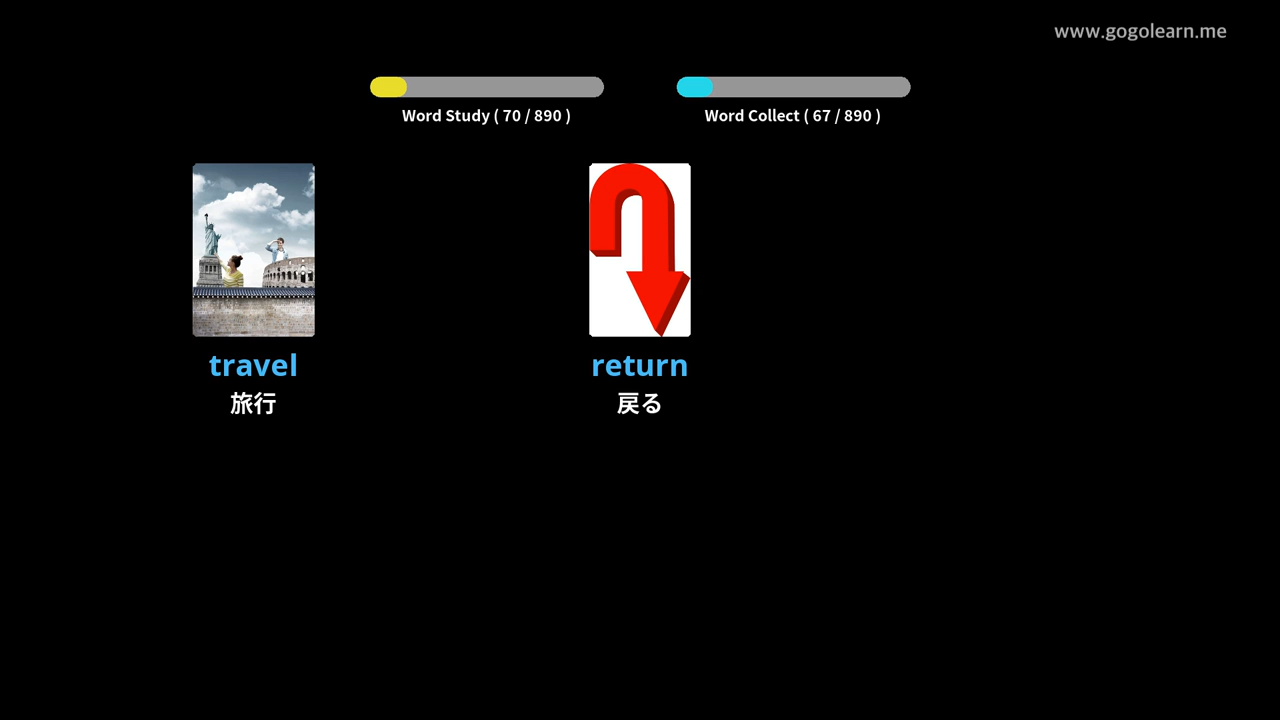 www.gogolearn.me
Word Study ( 70 / 890 )
Word Collect ( 67 / 890 )
travel
旅行
return
戻る